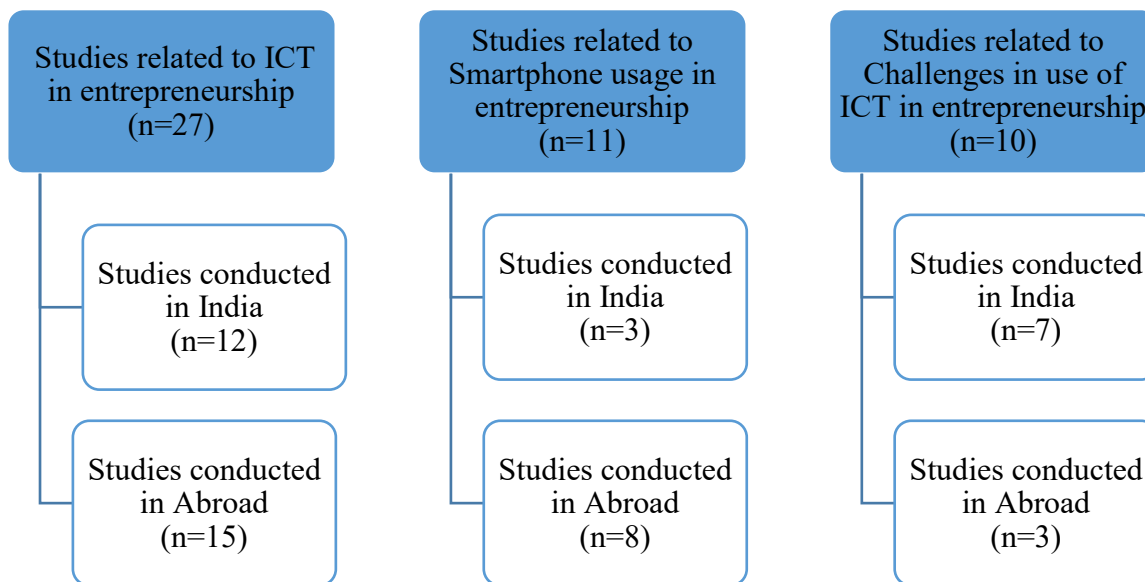 Studies related to ICT
in entrepreneurship
(n=27)
Studies conducted
in India
(n=12)
Studies conducted
in Abroad
(n=15)
Studies related to
Smartphone usage in
entrepreneurship
(n=11)
Studies conducted
in India
(n=3)
Studies conducted
in Abroad
(n=8)
Studies related to
Challenges in use of
ICT in entrepreneurship
(n=10)
Studies conducted
in India
(n=7)
Studies conducted
in Abroad
(n=3)